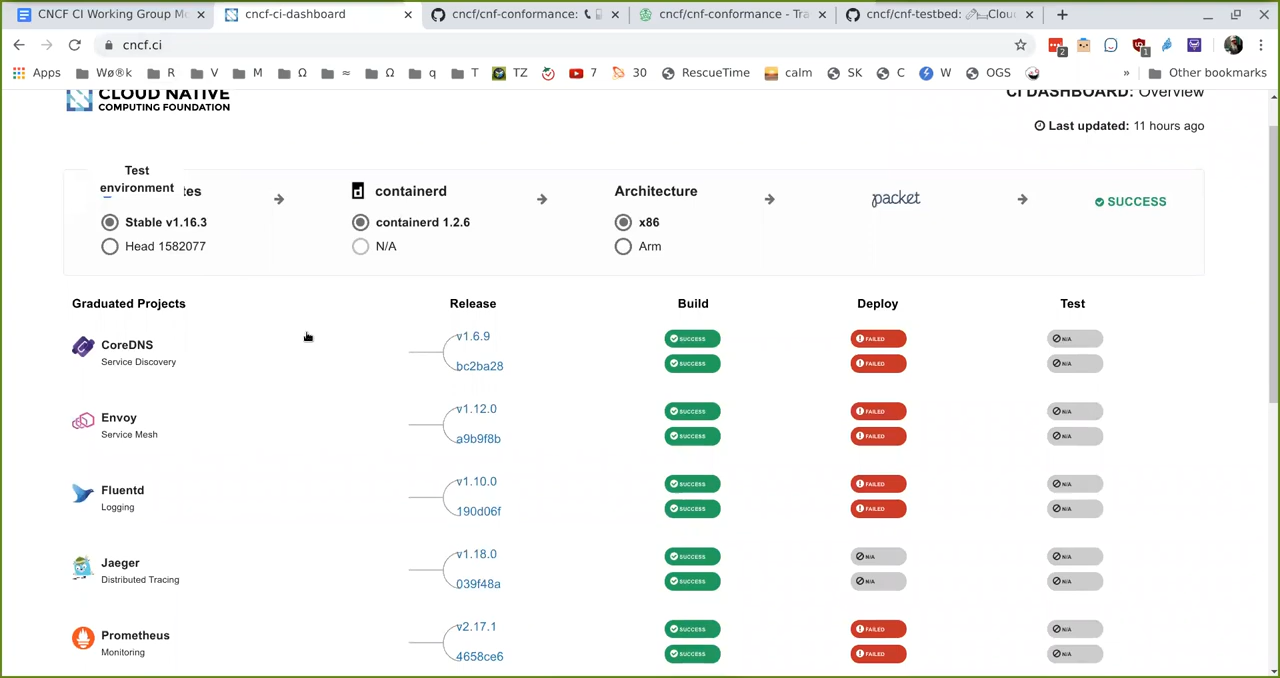 CNCF CI Working Group M
cncf-ci-dashboard
cncf/cnf-conformance:
cncf/cnf-conformance - Tra
cncf/cnf-testbed:
Clou
cncf.ci
2
1
Apps
Wø®k
R
V
M
Ω
≈
Ω
q
T
TZ
7
30
RescueTime
calm
SK
C
W
OGS
»
Other bookmarks
CLOUD NATIVE
COMPUTING FOUNDATION
CI DASHBOARD: Overview
Last updated: 11 hours ago
Test
environment
tes
containerd
Architecture
packet
SUCCESS
Stable v1.16.3
containerd 1.2.6
x86
Head 1582077
N/A
Arm
Graduated Projects
Release
Build
Deploy
Test
CoreDNS
Service Discovery
v1.6.9
SUCCESS
FAILED
N/A
bc2ba28
SUCCESS
FAILED
N/A
Envoy
Service Mesh
v1.12.0
SUCCESS
FAILED
N/A
a9b9f8b
SUCCESS
FAILED
N/A
Fluentd
Logging
v1.10.0
SUCCESS
FAILED
N/A
190d06f
SUCCESS
FAILED
N/A
Jaeger
Distributed Tracing
v1.18.0
SUCCESS
N/A
N/A
039f48a
SUCCESS
N/A
N/A
Prometheus
Monitoring
v2.17.1
SUCCESS
FAILED
N/A
4658ce6
SUCCESS
FAILED
N/A